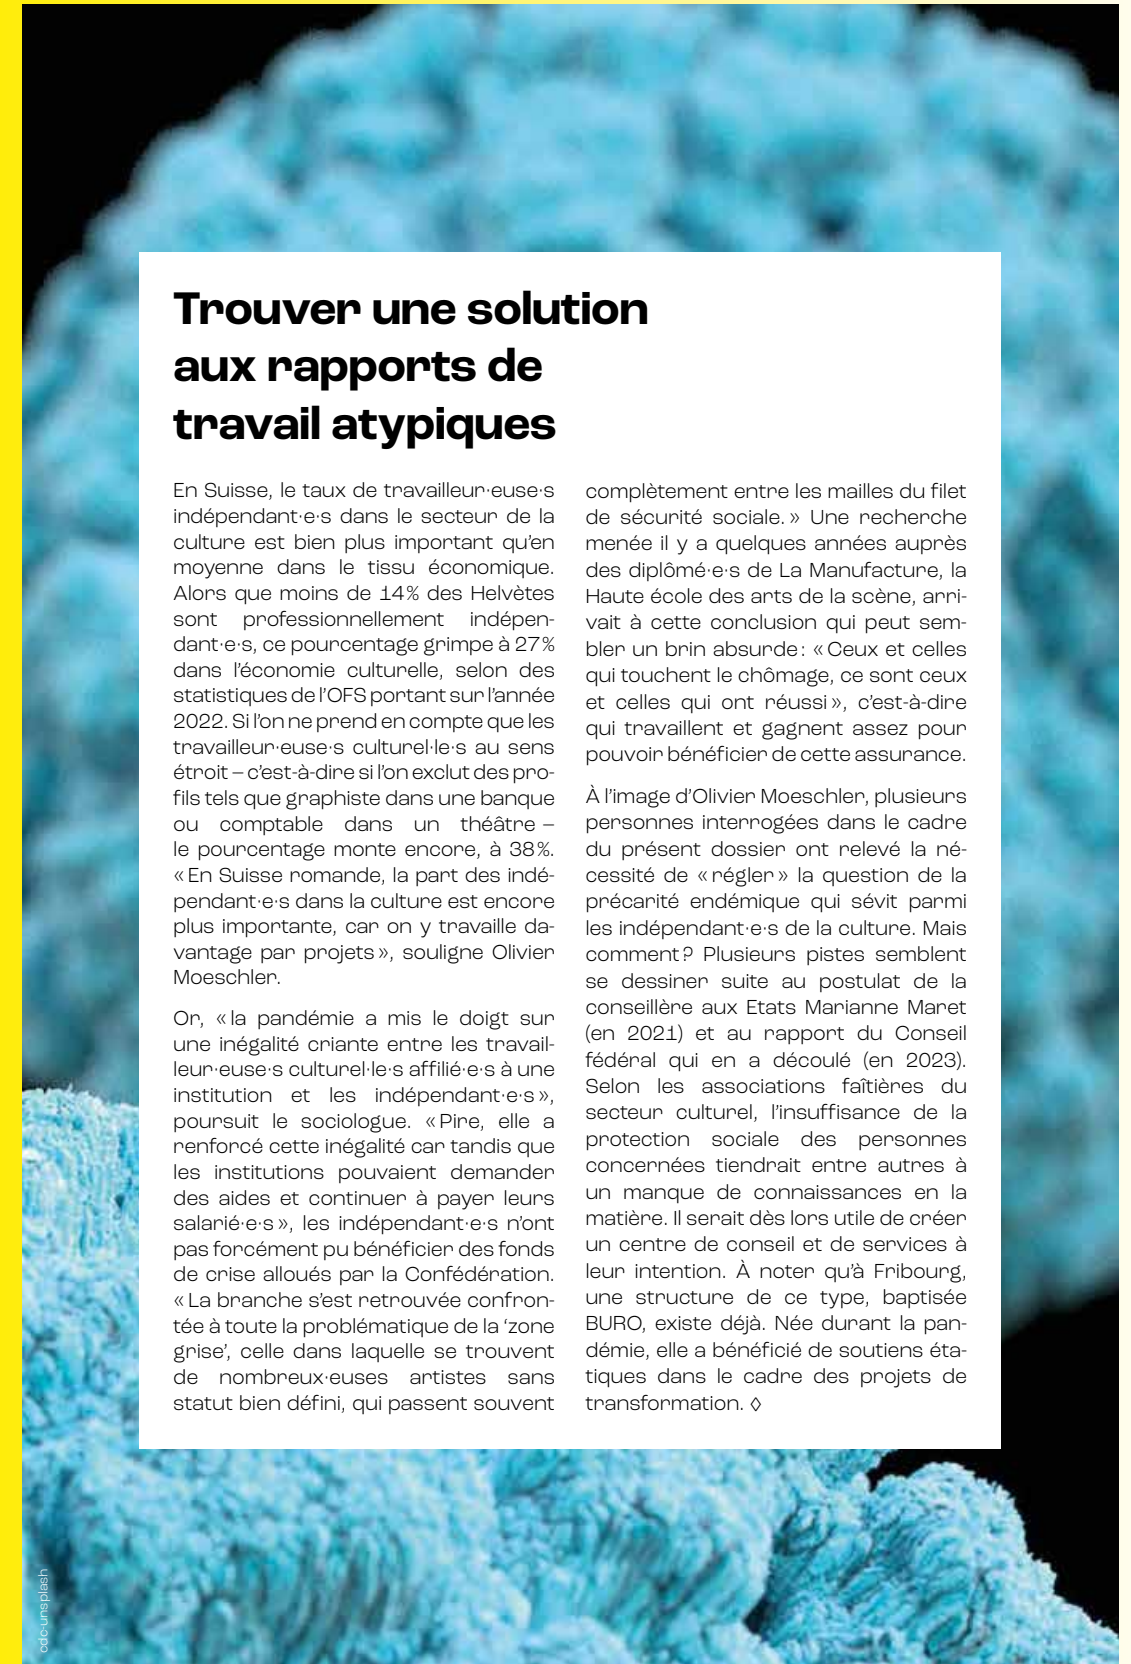 Trouver une solution
aux rapports de
travail atypiques
En Suisse, le taux de travailleur·euse·s
indépendant·e·s dans le secteur de la
culture est bien plus important qu’en
moyenne dans le tissu économique.
Alors que moins de 14 % des Helvètes
sont professionnellement indépen-
dant·e·s, ce pourcentage grimpe à 27 %
dans l’économie culturelle, selon des
statistiques de l’OFS portant sur l’année
2022. Si l’on ne prend en compte que les
travailleur·euse·s culturel·le·s au sens
étroit – c’est-à-dire si l’on exclut des pro-
fils tels que graphiste dans une banque
ou comptable dans un théâtre –
le pourcentage monte encore, à 38 %.
« En Suisse romande, la part des indé-
pendant·e·s dans la culture est encore
plus importante, car on y travaille da-
vantage par projets », souligne Olivier
Moeschler.
Or, « la pandémie a mis le doigt sur
une inégalité criante entre les travail-
leur·euse·s culturel·le·s affilié·e·s à une
institution et les indépendant·e·s »,
poursuit le sociologue. « Pire, elle a
renforcé cette inégalité car tandis que
les institutions pouvaient demander
des aides et continuer à payer leurs
salarié·e·s », les indépendant·e·s n’ont
pas forcément pu bénéficier des fonds
de crise alloués par la Confédération.
« La branche s’est retrouvée confron-
tée à toute la problématique de la ‘zone
grise’, celle dans laquelle se trouvent
de nombreux·euses artistes sans
statut bien défini, qui passent souvent
complètement entre les mailles du filet
de sécurité sociale. » Une recherche
menée il y a quelques années auprès
des diplômé·e·s de La Manufacture, la
Haute école des arts de la scène, arri-
vait à cette conclusion qui peut sem-
bler un brin absurde : « Ceux et celles
qui touchent le chômage, ce sont ceux
et celles qui ont réussi », c’est-à-dire
qui travaillent et gagnent assez pour
pouvoir bénéficier de cette assurance.
À l’image d’Olivier Moeschler, plusieurs
personnes interrogées dans le cadre
du présent dossier ont relevé la né-
cessité de « régler » la question de la
précarité endémique qui sévit parmi
les indépendant·e·s de la culture. Mais
comment ? Plusieurs pistes semblent
se dessiner suite au postulat de la
conseillère aux Etats Marianne Maret
(en 2021) et au rapport du Conseil
fédéral qui en a découlé (en 2023).
Selon les associations faîtières du
secteur culturel, l’insuffisance de la
protection sociale des personnes
concernées tiendrait entre autres à
un manque de connaissances en la
matière. Il serait dès lors utile de créer
un centre de conseil et de services à
leur intention. À noter qu’à Fribourg,
une structure de ce type, baptisée
BURO, existe déjà. Née durant la pan-
démie, elle a bénéficié de soutiens éta-
tiques dans le cadre des projets de
transformation. ◊
cdc-unsplash